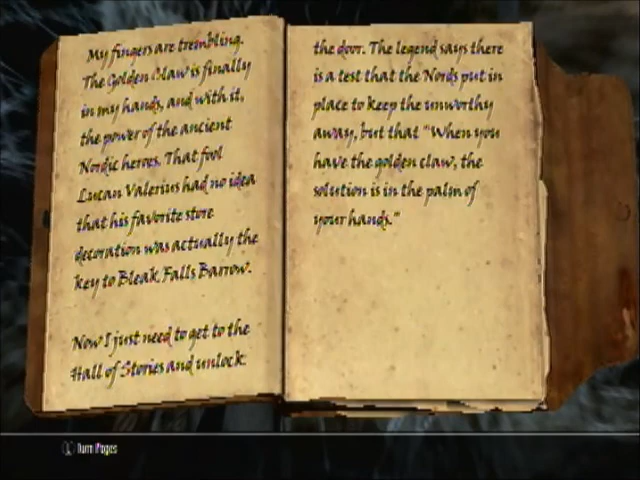 My fingers are trembling.
The Golden Claw is finally
in my hands, and with it,
the power of the ancient
Nordic heroes. That fool
Lucan Valerius had no idea
that his favorite store
decoration was actually the
key to Bleak Falls Barrow.
Now I just need to get to the
Hall of Stories and unlock
the door. The legend says there
is a test that the Nords put in
place to keep the unworthy
away, but that "When you
have the golden claw, the
solution is in the palm of
your hands."
Turn Pages